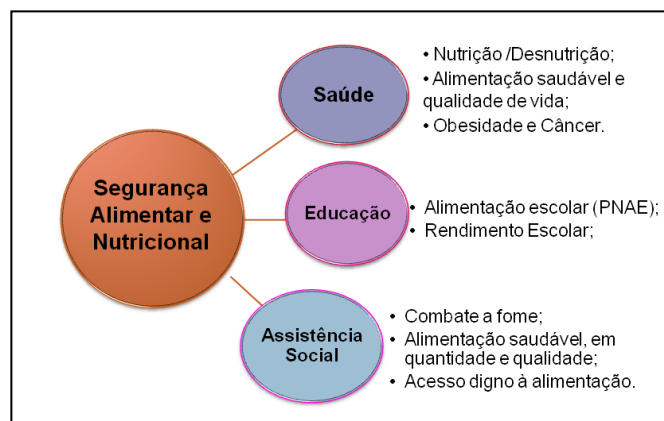 Segurança
Alimentar e
Nutricional
Saúde
• Nutrição /Desnutrição;
• Alimentação saudável e
qualidade de vida;
• Obesidade e Câncer.
Educação
• Alimentação escolar (PNAE);
• Rendimento Escolar;
Assistência
Social
• Combate a fome;
• Alimentação saudável, em
quantidade e qualidade;
• Acesso digno à alimentação.